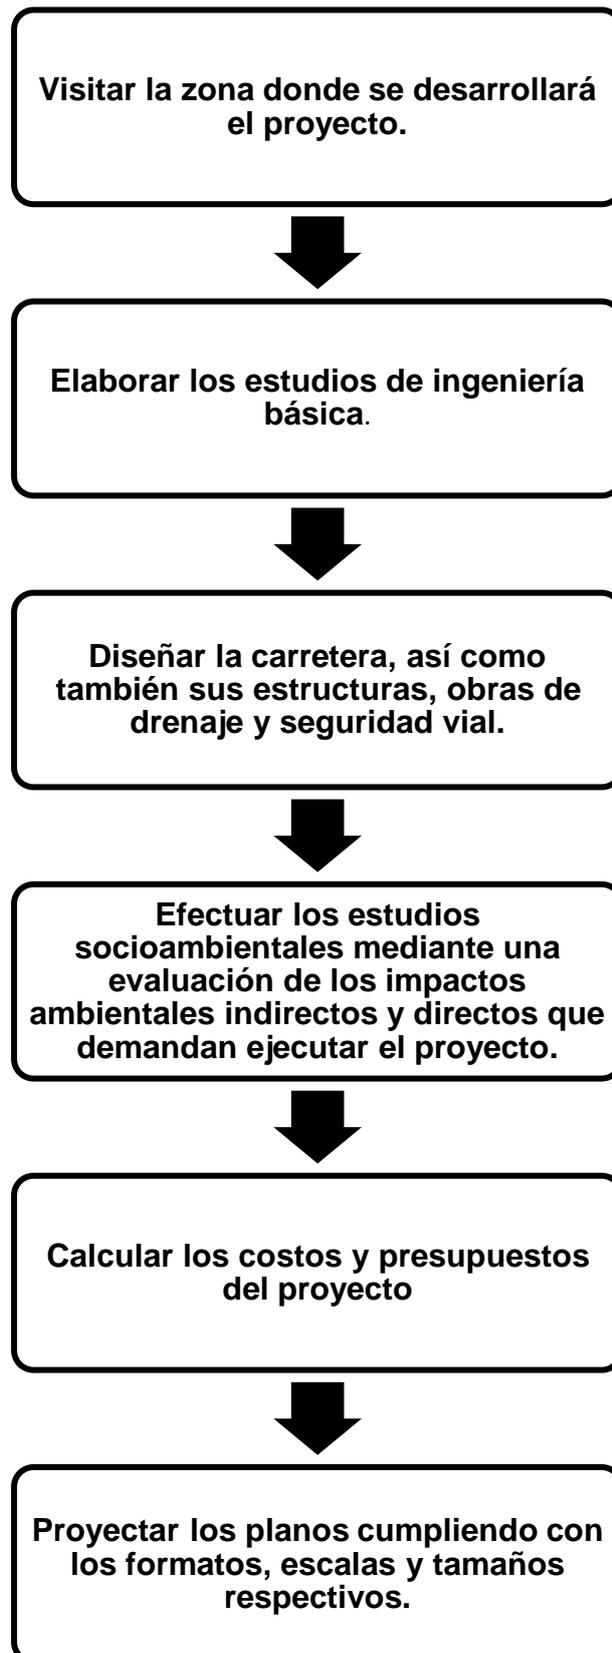 Visitar la zona donde se desarrollará
el proyecto.
Elaborar los estudios de ingeniería
básica.
Diseñar la carretera, así como
también sus estructuras, obras de
drenaje y seguridad vial.
Efectuar los estudios
socioambientales mediante una
evaluación de los impactos
ambientales indirectos y directos que
demandan ejecutar el proyecto.
Calcular los costos y presupuestos
del proyecto
Proyectar los planos cumpliendo con
los formatos, escalas y tamaños
respectivos.